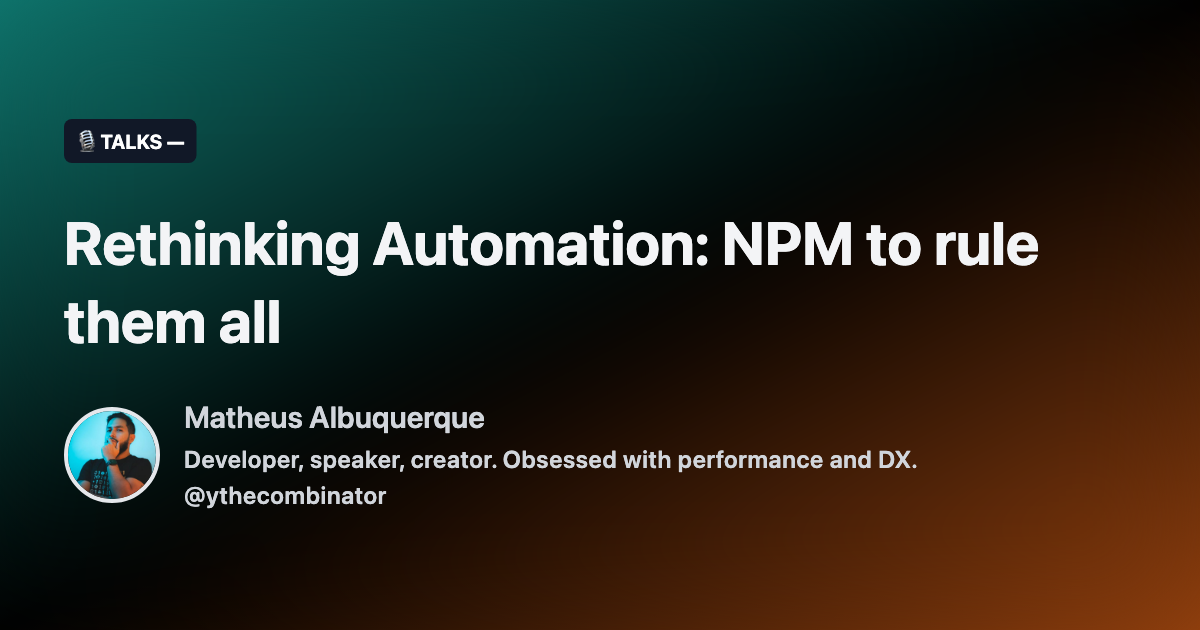 🎙 TALKS —
Rethinking Automation: NPM to rule
them all
Matheus Albuquerque
Developer, speaker, creator. Obsessed with performance and DX.
@ythecombinator